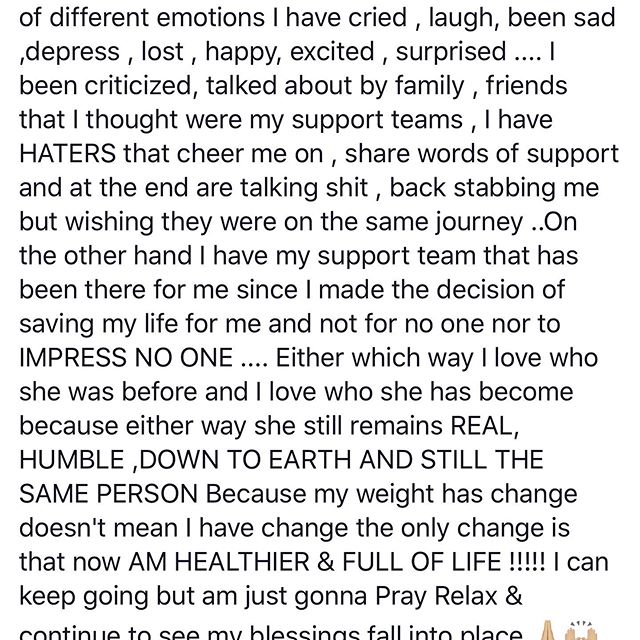 of different emotions I have cried , laugh, been sad
,depress , lost , happy, excited , surprised .... I
been criticized, talked about by family , friends
that I thought were my support teams , I have
HATERS that cheer me on , share words of support
and at the end are talking shit , back stabbing me
but wishing they were on the same journey ..On
the other hand I have my support team that has
been there for me since I made the decision of
saving my life for me and not for no one nor to
IMPRESS NO ONE .... Either which way I love who
she was before and I love who she has become
because either way she still remains REAL,
HUMBLE ,DOWN TO EARTH AND STILL THE
SAME PERSON Because my weight has change
doesn't mean I have change the only change is
that now AM HEALTHIER & FULL OF LIFE !!!!! I can
keep going but am just gonna Pray Relax &
continue to see my blessings fall into place 🙏🏼🙌🏼